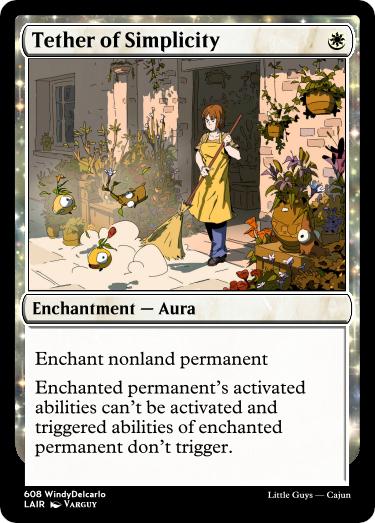 Tether of Simplicity
Enchantment — Aura
Enchant nonland permanent
Enchanted permanent's activated
abilities can't be activated and
triggered abilities of enchanted
permanent don't trigger.
608 WindyDelcarlo
LAIR VARGUY
Little Guys — Cajun